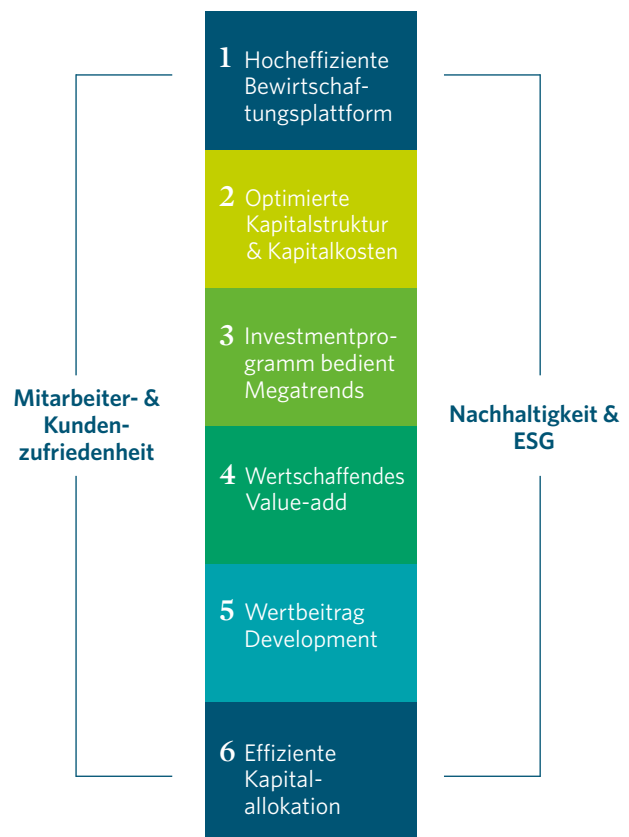 1 Hocheffiziente
Bewirtschaf-
tungsplattform
2 Optimierte
Kapitalstruktur
& Kapitalkosten
3 Investmentpro-
gramm bedient
Megatrends
Mitarbeiter- &
Kunden-
zufriedenheit
Nachhaltigkeit &
ESG
4 Wertschaffendes
Value-add
5 Wertbeitrag
Development
6 Effiziente
Kapital-
allokation